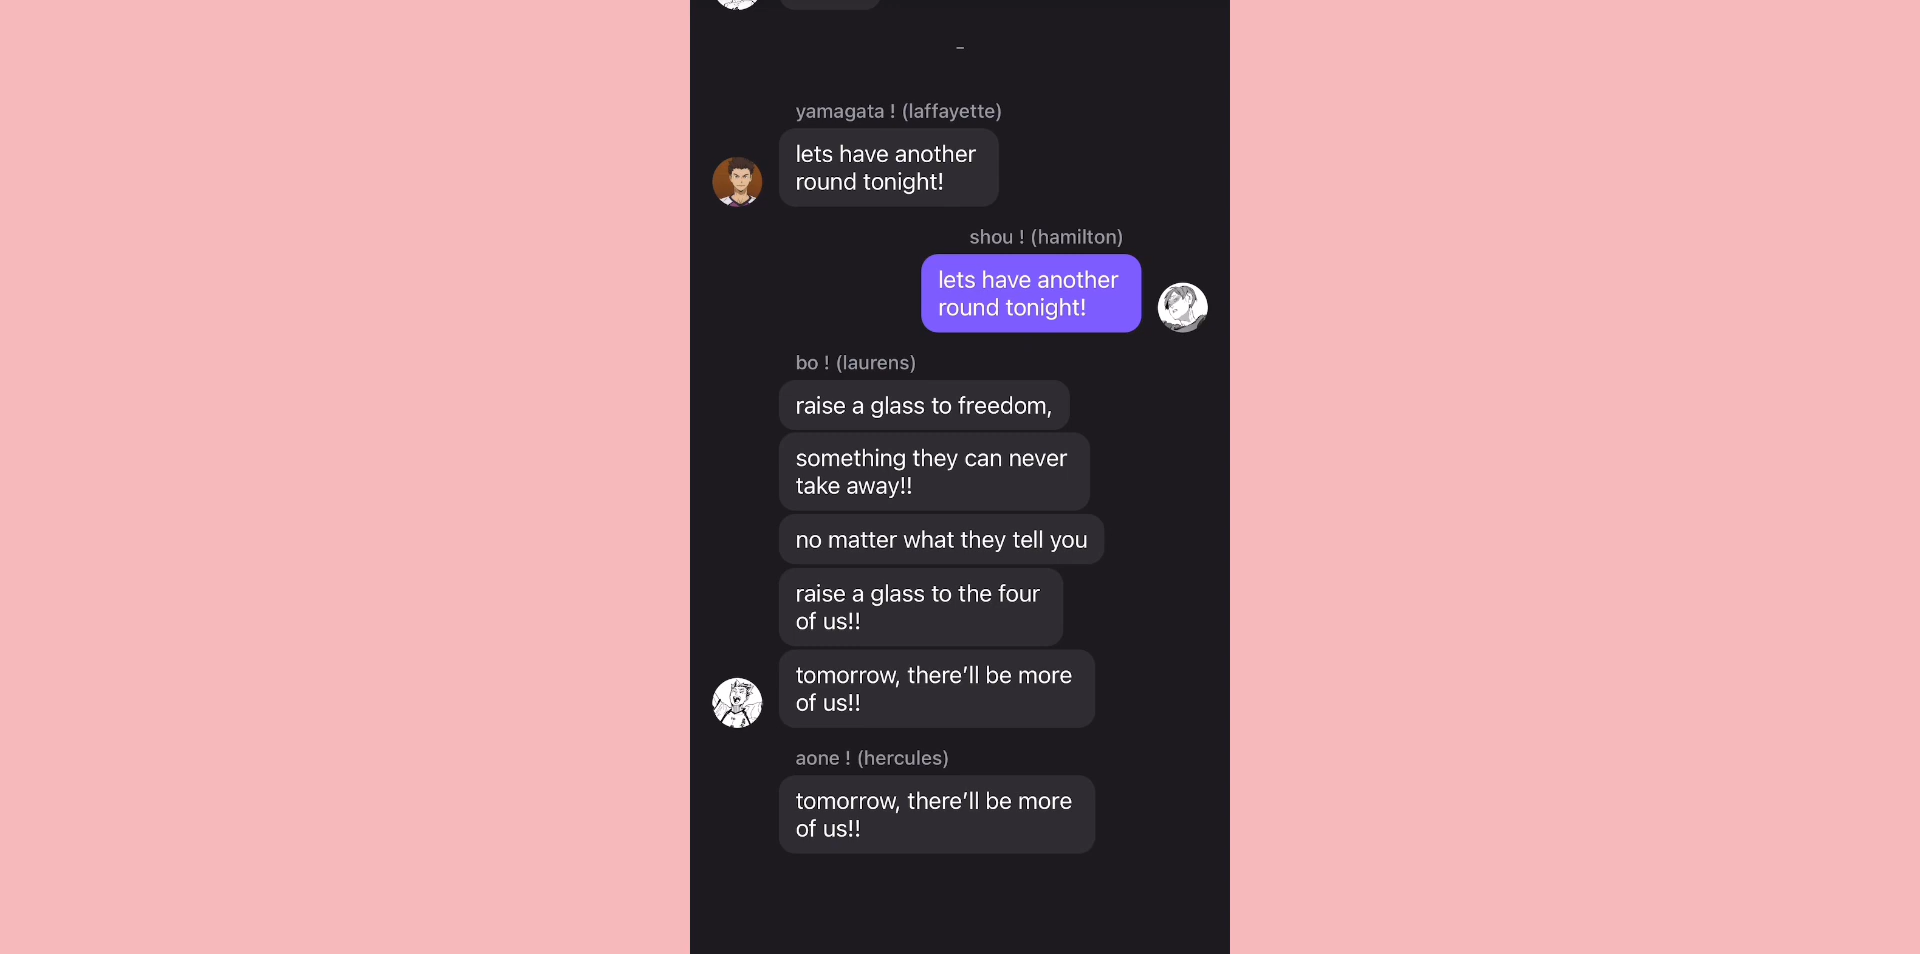 -
yamagata ! (laffayette)
lets have another
round tonight!
shou ! (hamilton)
lets have another
round tonight!
bo ! (laurens)
raise a glass to freedom,
something they can never
take away!!
no matter what they tell you
raise a glass to the four
of us!!
tomorrow, there’ll be more
of us!!
aone ! (hercules)
tomorrow, there’ll be more
of us!!